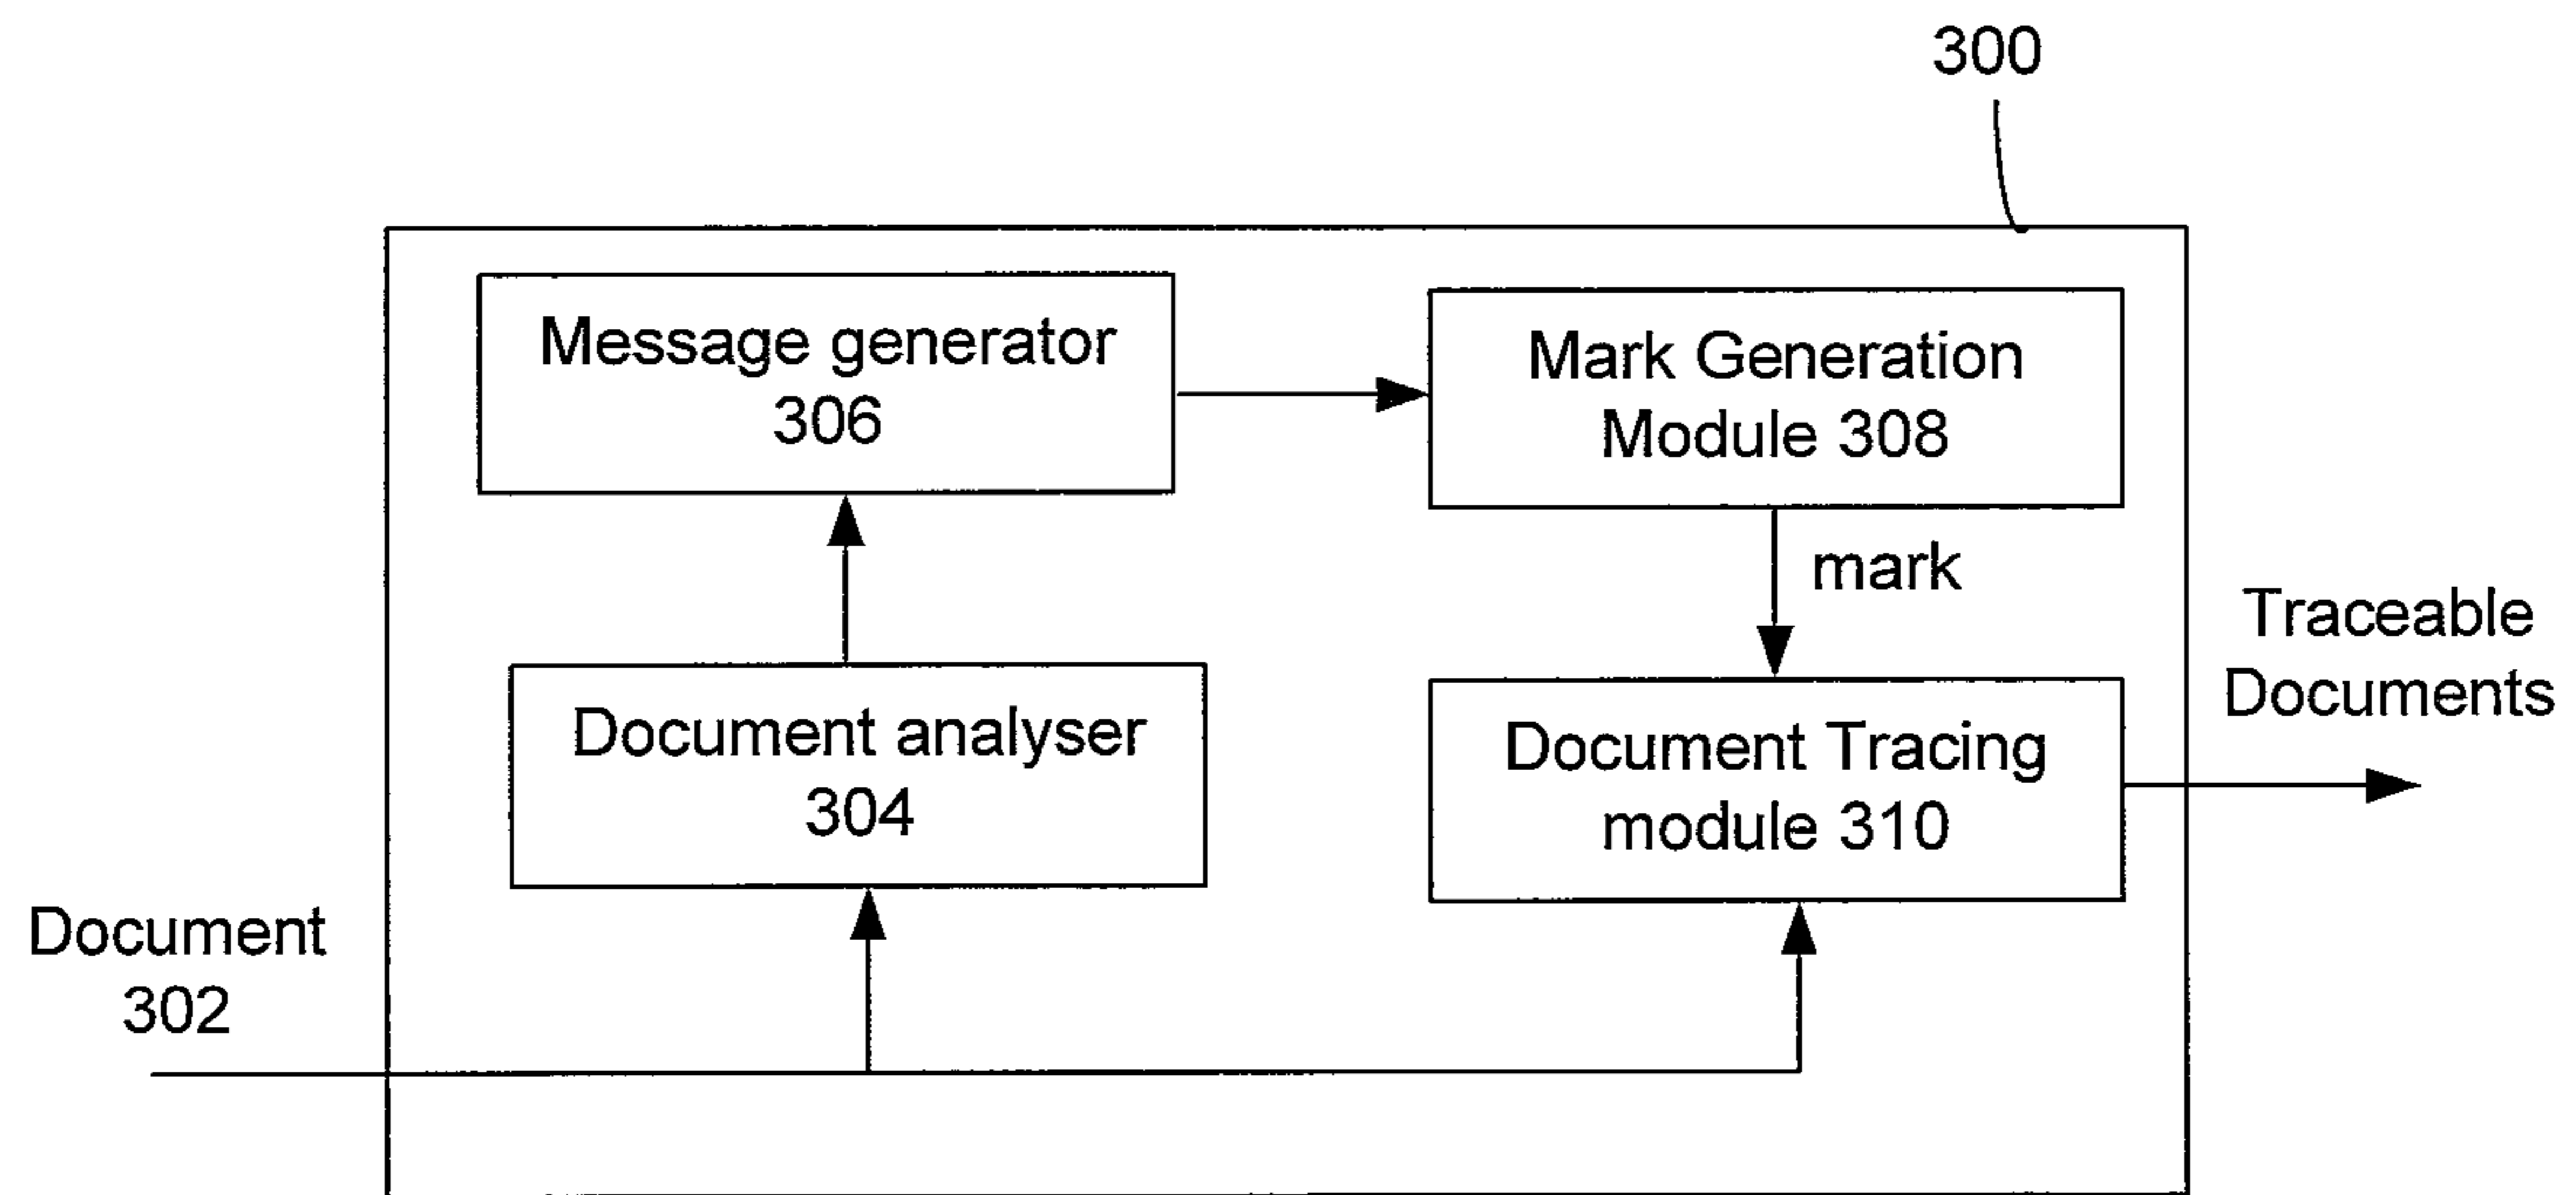 300
Message generator
306
Mark Generation
Module 308
mark
Traceable
Documents
Document analyser
304
Document Tracing
module 310
Document
302